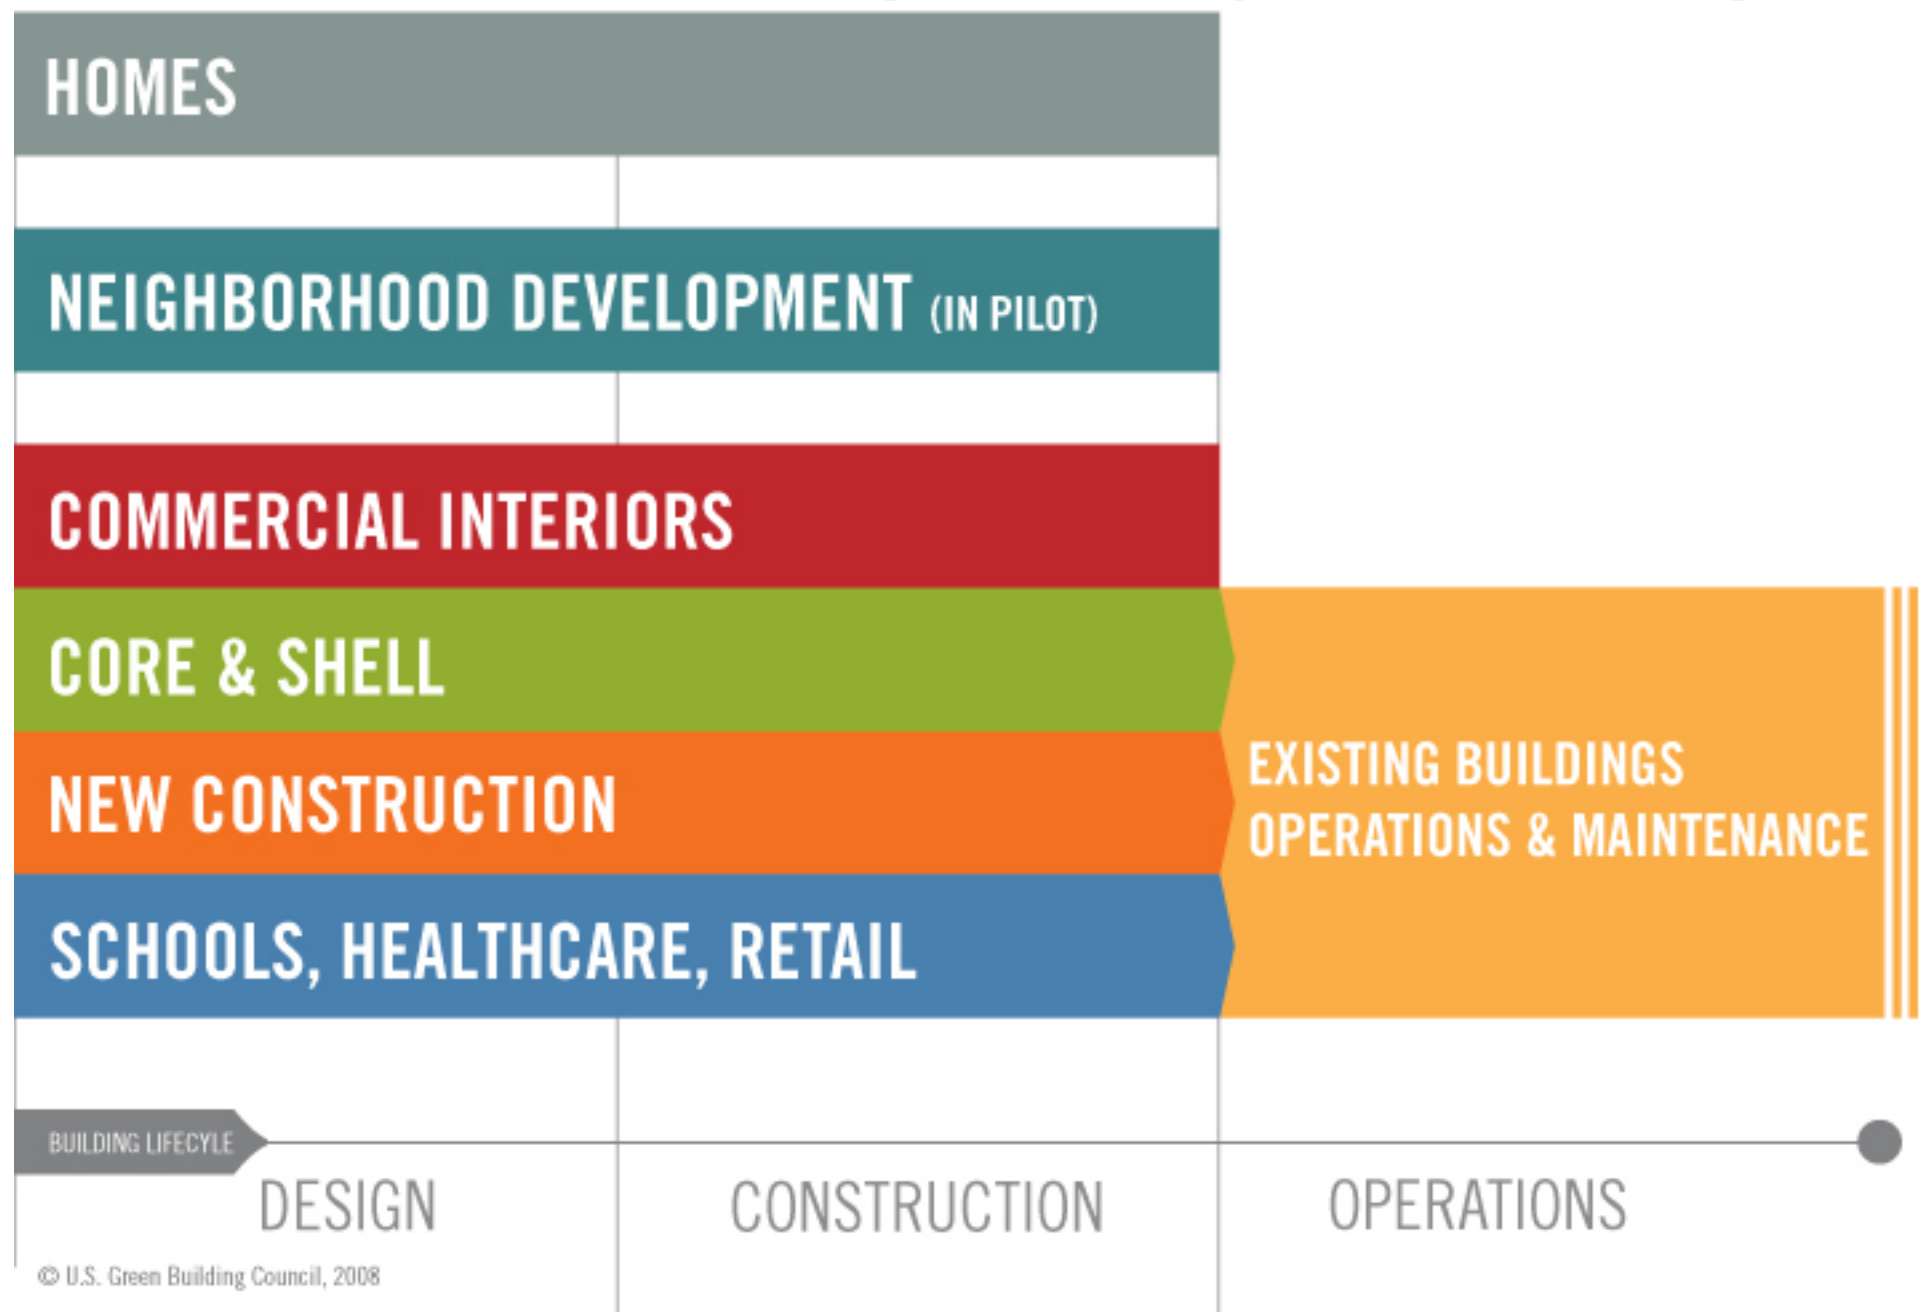 HOMES
NEIGHBORHOOD DEVELOPMENT (IN PILOT)
COMMERCIAL INTERIORS
CORE & SHELL
NEW CONSTRUCTION
SCHOOLS, HEALTHCARE, RETAIL
EXISTING BUILDINGS
OPERATIONS & MAINTENANCE
BUILDING LIFECYLE
DESIGN
CONSTRUCTION
OPERATIONS
© U.S. Green Building Council, 2008